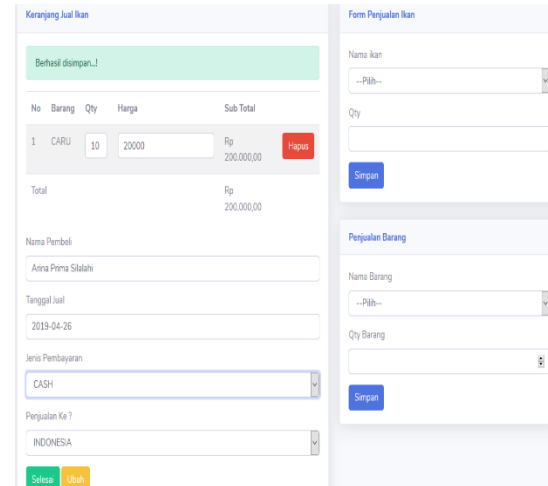 Keranjang Jual Ikan
Berhasil disimpan...!
No Barang Qty Harga Sub Total
1 CARU 10 20000 Rp 200.000,00 Hapus
Total Rp 200.000,00
Nama Pembeli
Arina Prima Silalahi
Tanggal Jual
2019-04-26
Jenis Pembayaran
CASH
Penjualan Ke ?
INDONESIA
Selesai Ubah
Form Penjualan Ikan
Nama ikan
--Pilih--
Qty
Simpan
Penjualan Barang
Nama Barang
--Pilih--
Qty Barang
Simpan